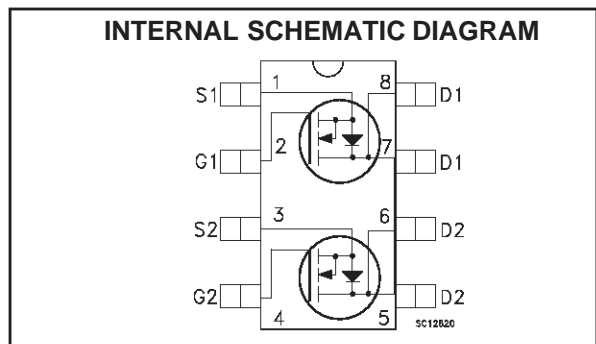 INTERNAL SCHEMATIC DIAGRAM
S1 1 8 D1
G1 2 7 D1
S2 3 6 D2
G2 4 5 D2
SC12820